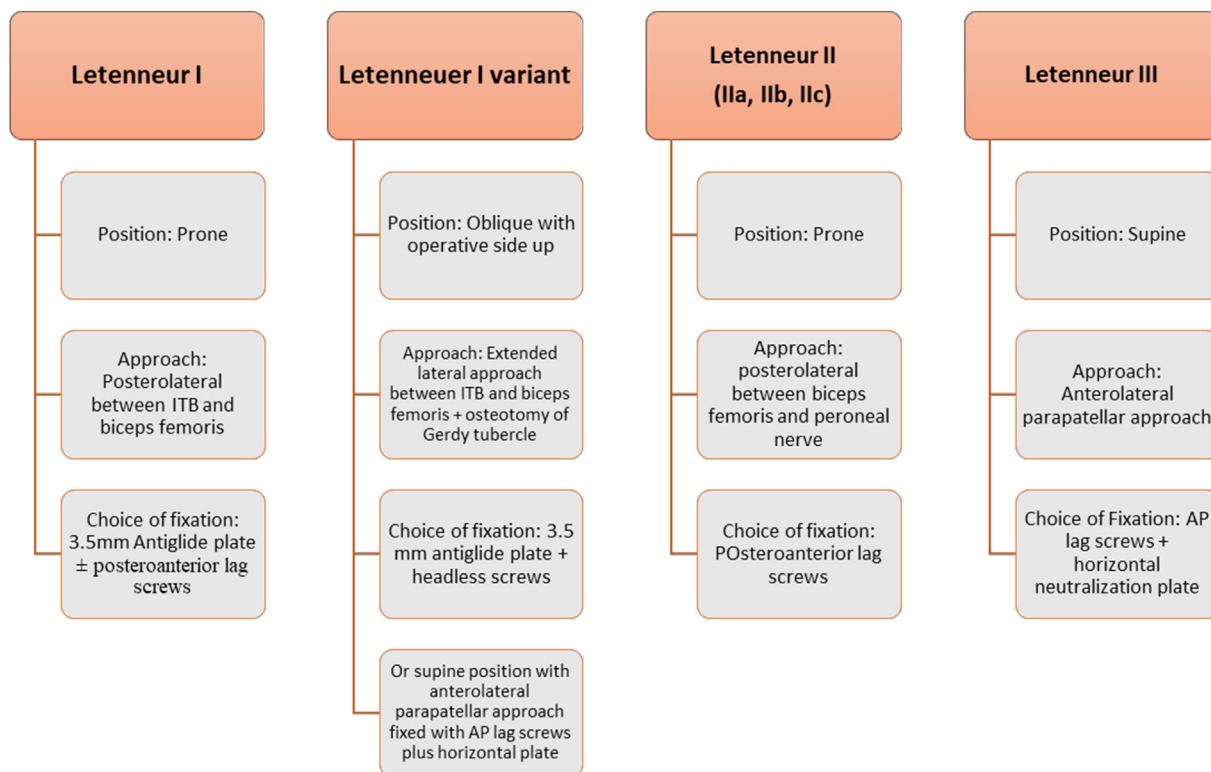 Letenneur I
Position: Prone
Approach:
Posterolateral
between ITB and
biceps femoris
Choice of fixation:
3.5mm Antiglide plate
± posteroanterior lag
screws
Letenneuer I variant
Position: Oblique with
operative side up
Approach: Extended
lateral approach
between ITB and biceps
femoris + osteotomy of
Gerdy tubercle
Choice of fixation: 3.5
mm antiglide plate +
headless screws
Or supine position with
anterolateral
parapatellar approach
fixed with AP lag screws
plus horizontal plate
Letenneur II
(IIa, IIb, IIc)
Position: Prone
Approach:
posterolateral
between biceps
femoris and peroneal
nerve
Choice of fixation:
POsteroanterior lag
screws
Letenneur III
Position: Supine
Approach:
Anterolateral
parapatellar approach
Choice of Fixation: AP
lag screws +
horizontal
neutralization plate